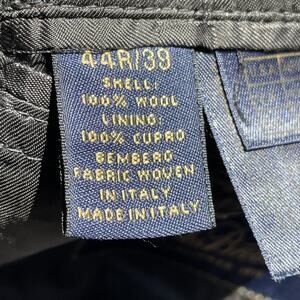 44R/39
SHELL:
100% WOOL
LINING:
100% CUPRO
BEMBERG
FABRIC WOVEN
IN ITALY
MADE IN ITALY